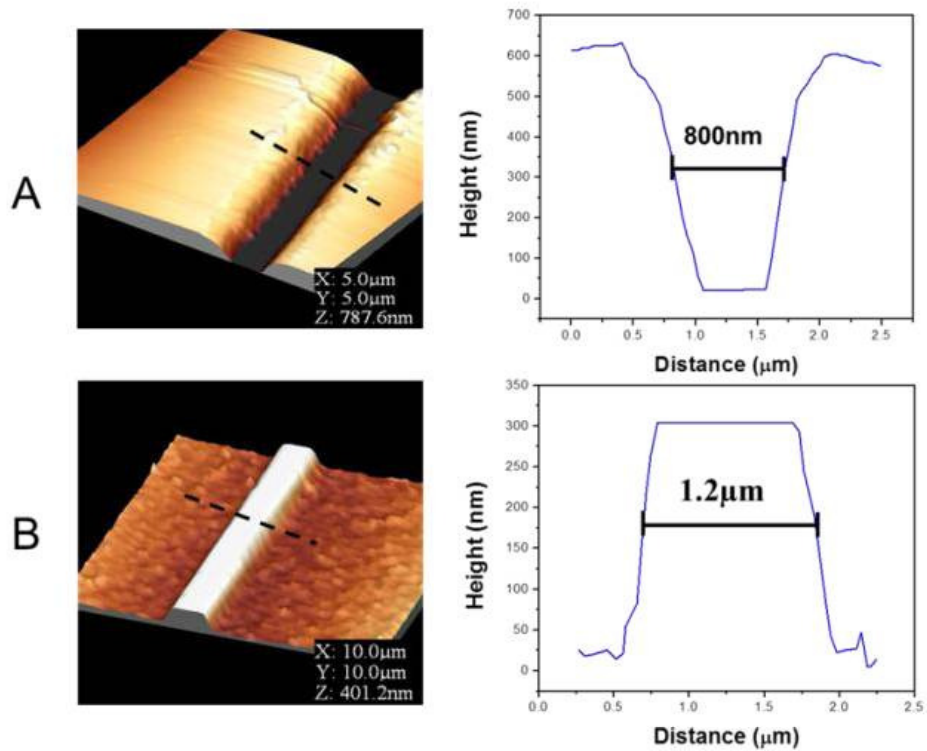 A
X: 5.0μm
Y: 5.0μm
Z: 787.6nm
Height (nm)
700
600
500
400
300
200
100
0
800nm
0.0 0.5 1.0 1.5 2.0 2.5
Distance (μm)
B
X: 10.0μm
Y: 10.0μm
Z: 401.2nm
Height (nm)
350
300
250
200
150
100
50
0
1.2μm
0.0 0.5 1.0 1.5 2.0 2.5
Distance (μm)